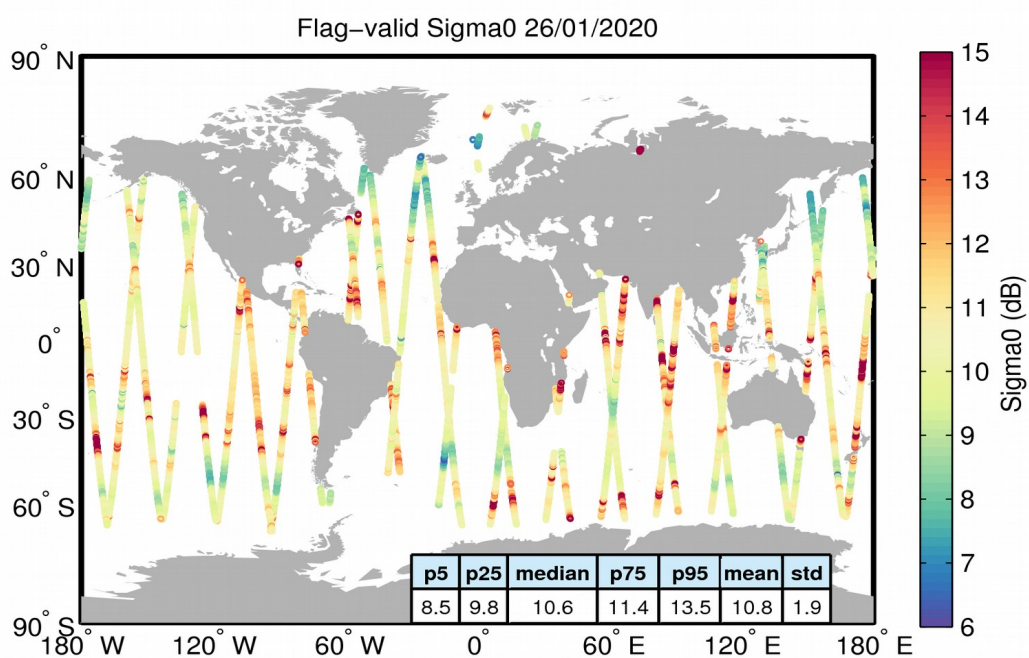 Flag−valid Sigma0 26/01/2020
90° N
60° N
30° N
0°
30° S
60° S
90° S
180° W
120° W
60° W
0°
60° E
120° E
180° E
15
14
13
12
11
10
9
8
7
6
Sigma0 (dB)
p5 p25 median p75 p95 mean std
8.5 9.8 10.6 11.4 13.5 10.8 1.9